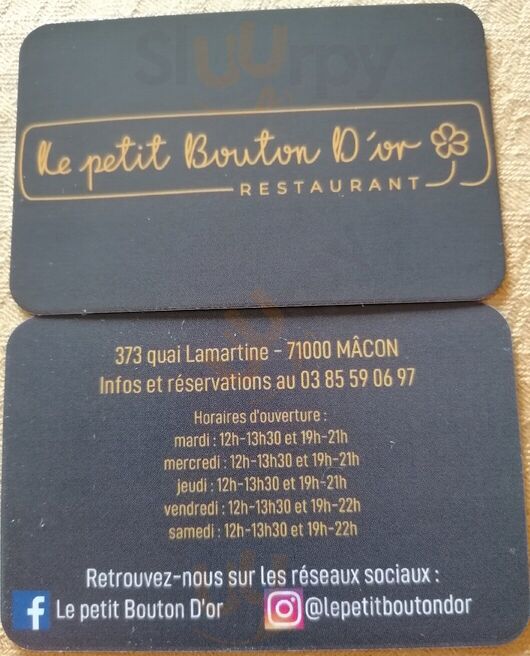 Sluurpy
Le petit Bouton D'or
RESTAURANT
373 quai Lamartine - 71000 MÂCON
Infos et réservations au 03 85 59 06 97
Horaires d'ouverture :
mardi : 12h-13h30 et 19h-21h
mercredi : 12h-13h30 et 19h-21h
jeudi : 12h-13h30 et 19h-21h
vendredi : 12h-13h30 et 19h-22h
samedi : 12h-13h30 et 19h-22h
Retrouvez-nous sur les réseaux sociaux :
Le petit Bouton D'or @lepetitboutondor